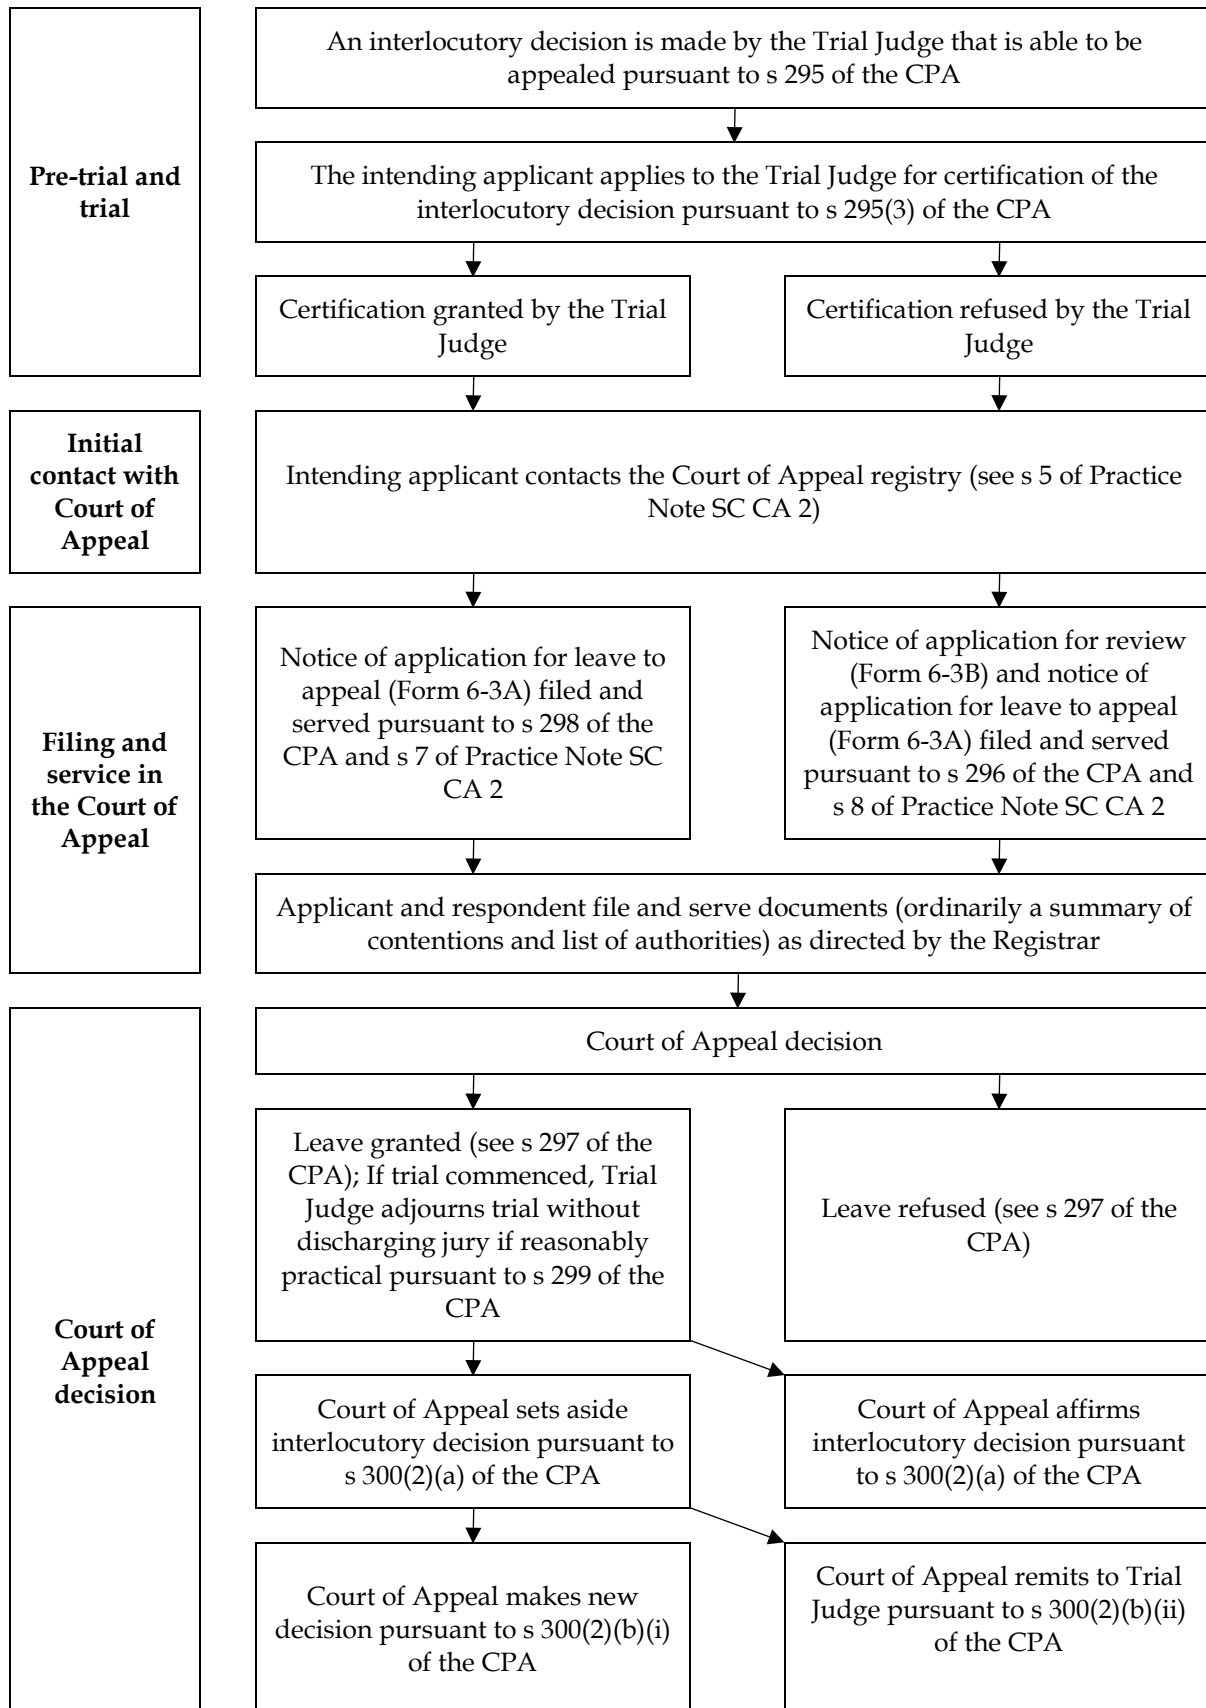 Pre-trial and
trial
An interlocutory decision is made by the Trial Judge that is able to be
appealed pursuant to s 295 of the CPA
The intending applicant applies to the Trial Judge for certification of the
interlocutory decision pursuant to s 295(3) of the CPA
Certification granted by the Trial
Judge
Certification refused by the Trial
Judge
Initial
contact with
Court of
Appeal
Intending applicant contacts the Court of Appeal registry (see s 5 of Practice
Note SC CA 2)
Filing and
service in
the Court of
Appeal
Notice of application for leave to
appeal (Form 6-3A) filed and
served pursuant to s 298 of the
CPA and s 7 of Practice Note SC
CA 2
Notice of application for review
(Form 6-3B) and notice of
application for leave to appeal
(Form 6-3A) filed and served
pursuant to s 296 of the CPA and
s 8 of Practice Note SC CA 2
Applicant and respondent file and serve documents (ordinarily a summary of
contentions and list of authorities) as directed by the Registrar
Court of
Appeal
decision
Court of Appeal decision
Leave granted (see s 297 of the
CPA); If trial commenced, Trial
Judge adjourns trial without
discharging jury if reasonably
practical pursuant to s 299 of the
CPA
Leave refused (see s 297 of the
CPA)
Court of Appeal sets aside
interlocutory decision pursuant to
s 300(2)(a) of the CPA
Court of Appeal affirms
interlocutory decision pursuant
to s 300(2)(a) of the CPA
Court of Appeal makes new
decision pursuant to s 300(2)(b)(i)
of the CPA
Court of Appeal remits to Trial
Judge pursuant to s 300(2)(b)(ii)
of the CPA